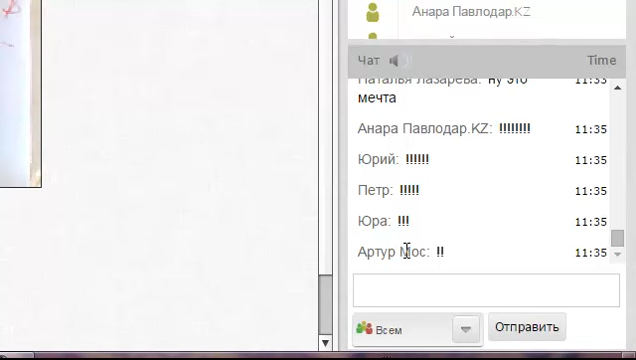 Анара Павлодар.KZ
Чат Time
Наталья Лазарева: ну это 11:35
мечта
Анара Павлодар.KZ: !!!!!!!! 11:35
Юрий: !!!!!! 11:35
Петр: !!!!! 11:35
Юра: !!! 11:35
Артур Мос: !! 11:35
Всем Отправить